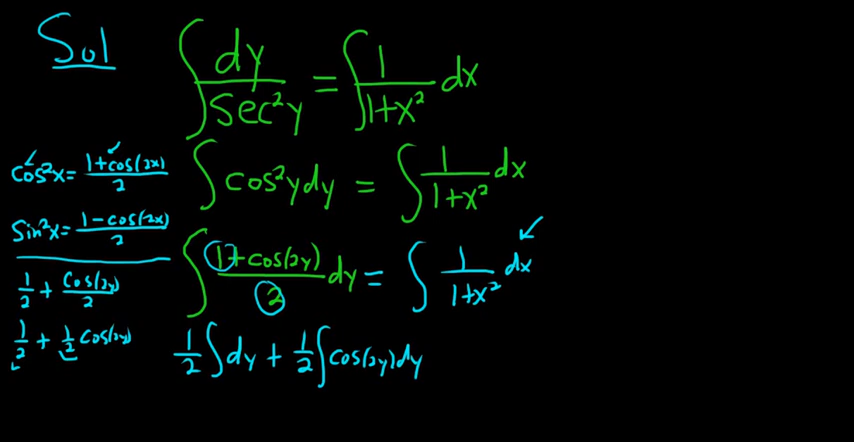 Sol
∫ dy/sec²y = ∫ 1/(1+x²) dx
∫ cos²y dy = ∫ 1/(1+x²) dx
∫ (1+cos(2y))/2 dy = ∫ 1/(1+x²) dx
1/2 ∫ dy + 1/2 ∫ cos(2y) dy
cos²x = (1+cos(2x))/2
sin²x = (1-cos(2x))/2
1/2 + cos(2y)/2
1/2 + 1/2 cos(2y)